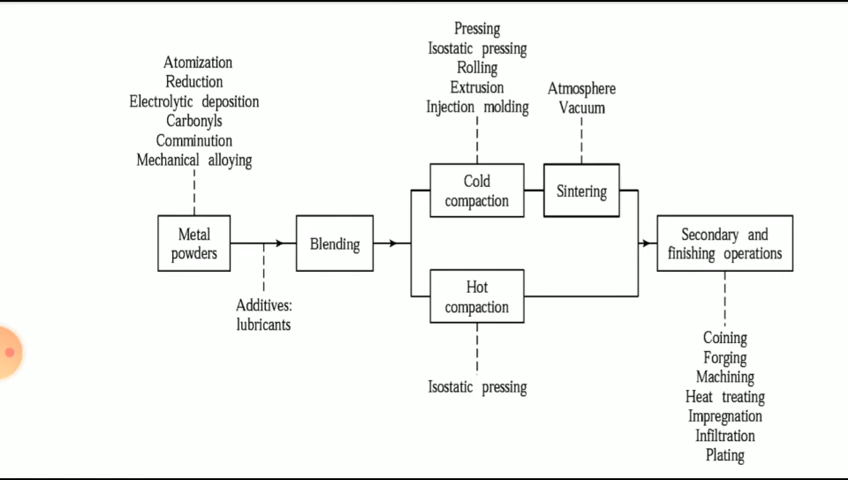 Atomization
Reduction
Electrolytic deposition
Carbonyls
Comminution
Mechanical alloying
Metal
powders
Additives:
lubricants
Blending
Pressing
Isostatic pressing
Rolling
Extrusion
Injection molding
Cold
compaction
Atmosphere
Vacuum
Sintering
Hot
compaction
Isostatic pressing
Secondary and
finishing operations
Coining
Forging
Machining
Heat treating
Impregnation
Infiltration
Plating